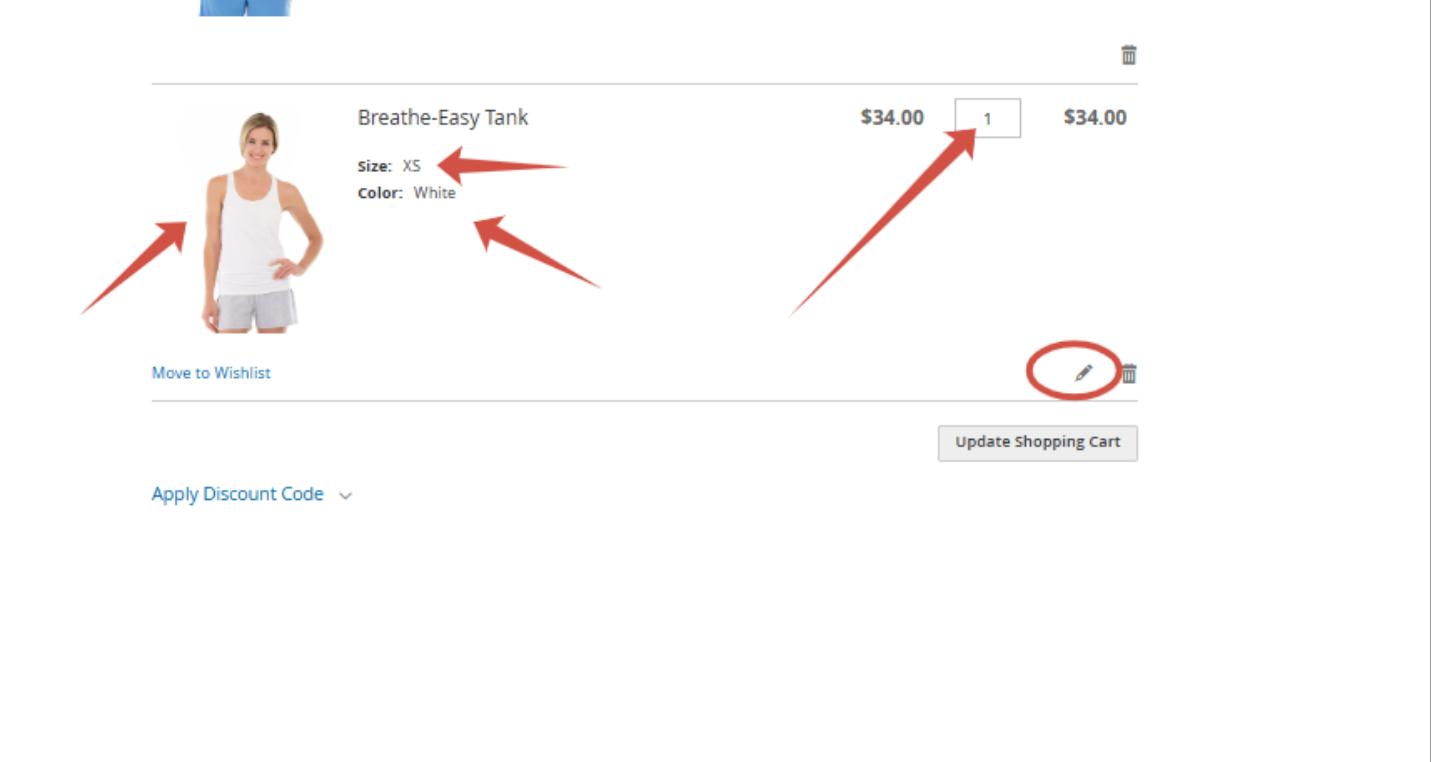 Breathe-Easy Tank $34.00 1 $34.00
Size: XS
Color: White
Move to Wishlist
Update Shopping Cart
Apply Discount Code